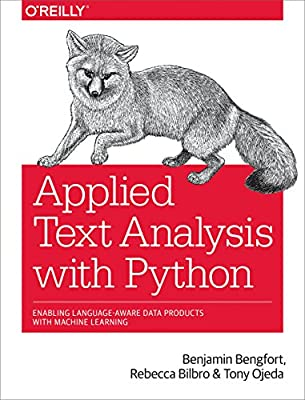 O'REILLY®
Applied
Text Analysis
with Python
ENABLING LANGUAGE-AWARE DATA PRODUCTS
WITH MACHINE LEARNING
Benjamin Bengfort,
Rebecca Bilbro & Tony Ojeda